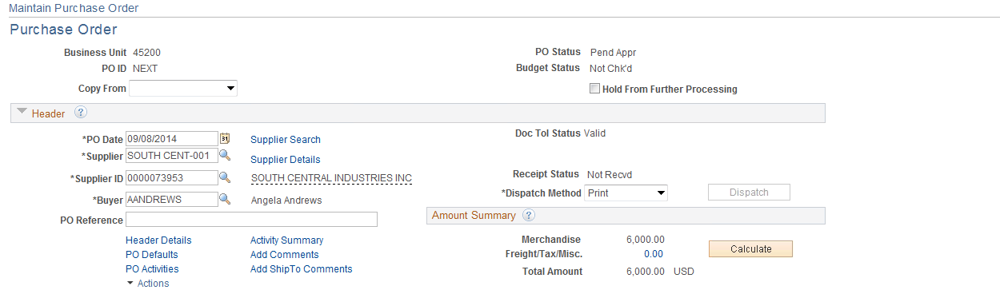 Maintain Purchase Order
Purchase Order
Business Unit 45200 PO Status Pend Appr
PO ID NEXT Budget Status Not Chk'd
Copy From Hold From Further Processing
Header ?
*PO Date 09/08/2014 Supplier Search Doc Tol Status Valid
*Supplier SOUTH CENT-001 Supplier Details
*Supplier ID 0000073953 SOUTH CENTRAL INDUSTRIES INC Receipt Status Not Recvd
*Buyer AANDREWS Angela Andrews *Dispatch Method Print Dispatch
PO Reference Amount Summary ?
Header Details Activity Summary Merchandise 6,000.00 Calculate
PO Defaults Add Comments Freight/Tax/Misc. 0.00
PO Activities Add ShipTo Comments Total Amount 6,000.00 USD
Actions